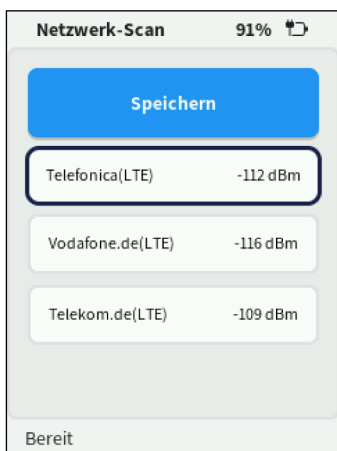 Netzwerk-Scan 91%
Speichern
Telefonica(LTE) -112 dBm
Vodafone.de(LTE) -116 dBm
Telekom.de(LTE) -109 dBm
Bereit